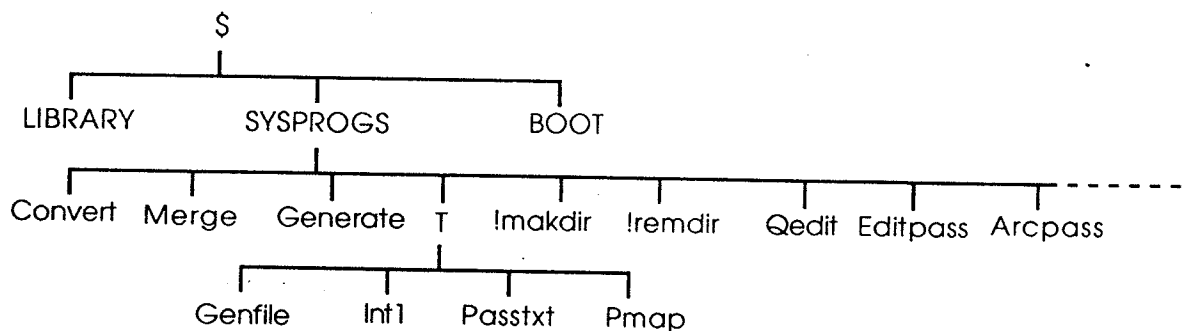 $
LIBRARY SYSPROGS BOOT
Convert Merge Generate T !makdir !remdir Qedit Editpass Arcpass
Genfile Int1 Passtxt Pmap